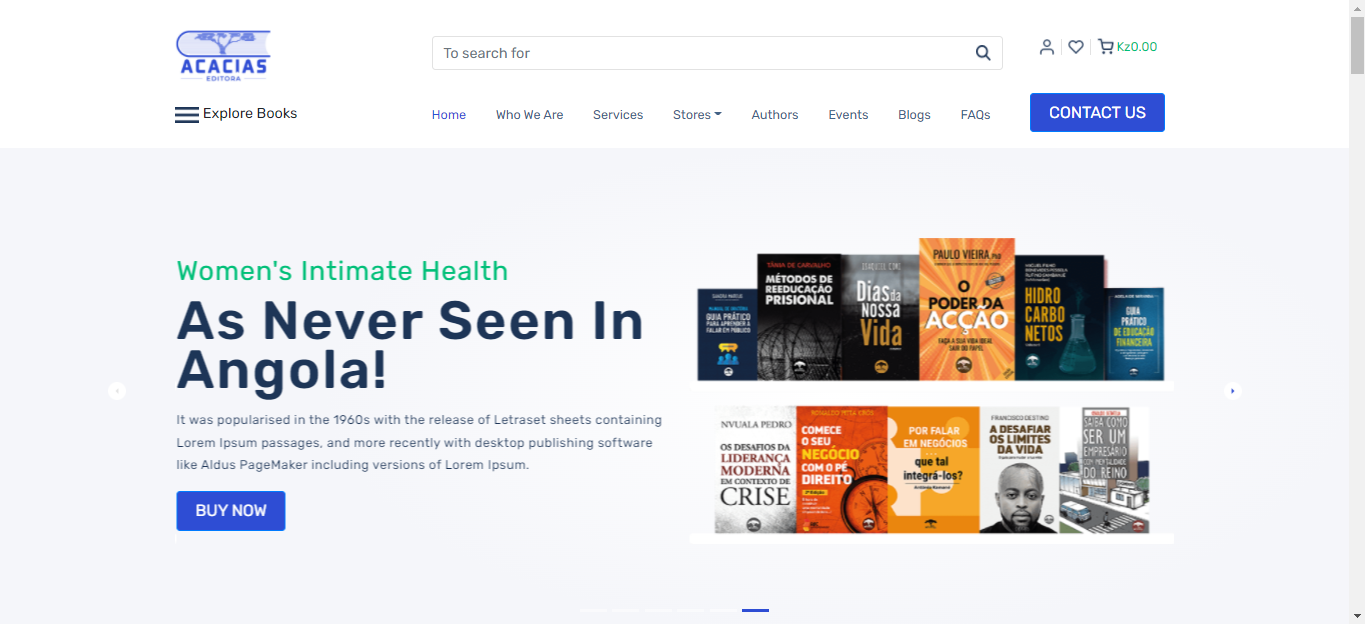 ACACIAS
EDITORA
To search for
Kz0.00
Explore Books
Home
Who We Are
Services
Stores
Authors
Events
Blogs
FAQs
CONTACT US
Women's Intimate Health
As Never Seen In
Angola!
It was popularised in the 1960s with the release of Letraset sheets containing
Lorem Ipsum passages, and more recently with desktop publishing software
like Aldus PageMaker including versions of Lorem Ipsum.
BUY NOW
GUIA PRÁTICO
PARA APRENDER A
FALAR EM PÚBLICO
TÂNIA DE CARVALHO
MÉTODOS DE
REEDUCAÇÃO
PRISIONAL
Dias da
Nossa
Vida
PAULO VIEIRA, PhD
O
PODER DA
ACÇÃO
FAÇA A SUA VIDA IDEAL
SAIR DO PAPEL
HIDRO
CARBO
NETOS
GUIA
PRÁTICO
DE EDUCAÇÃO
FINANCEIRA
NVUALA PEDRO
OS DESAFIOS DA
LIDERANÇA
MODERNA
EM CONTEXTO DE
CRISE
COMECE
O SEU
NEGÓCIO
COM O PÉ
DIREITO
POR FALAR
EM NEGÓCIOS
...
que tal
integrá-los?
FRANCISCO DESTINO
A DESAFIAR
OS LIMITES
DA VIDA
SAIBA COMO
SER UM
EMPRESÁRIO
COM MENTALIDADE
DO REINO